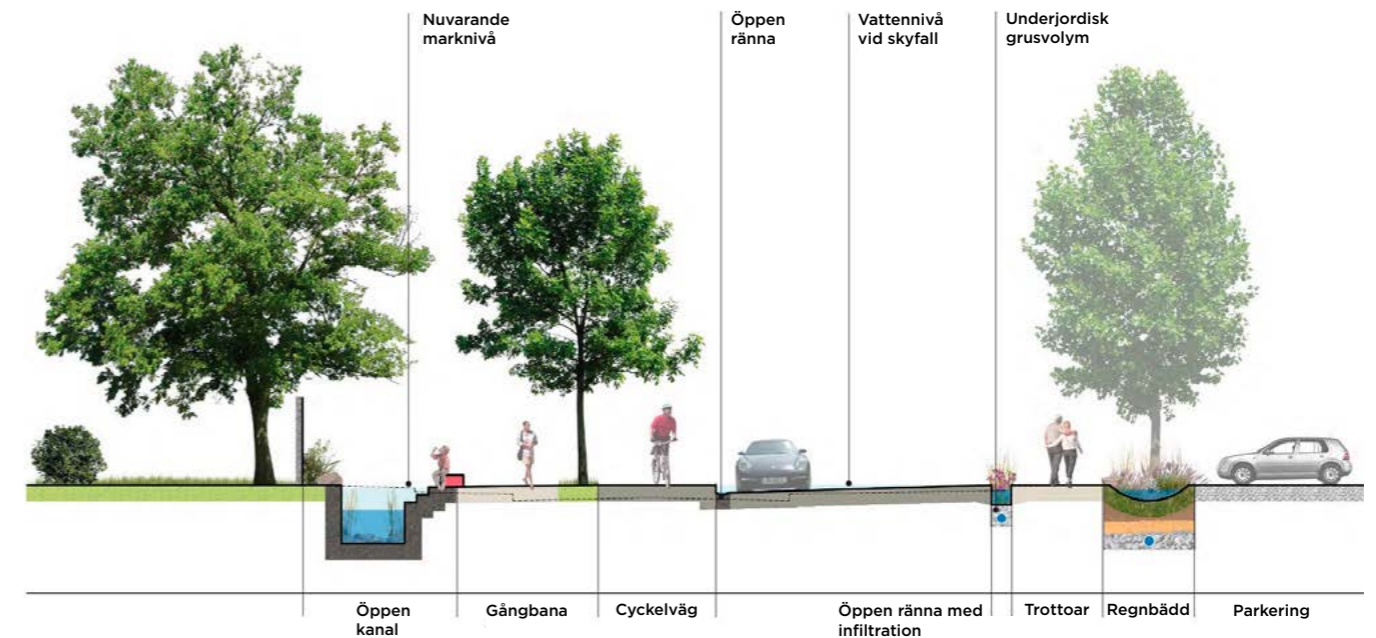 Nuvarande
marknivå
Öppen
ränna
Vattennivå
vid skyfall
Underjordisk
grusvolym
Öppen
kanal
Gångbana
Cyckelväg
Öppen ränna med
infiltration
Trottoar
Regnbädd
Parkering